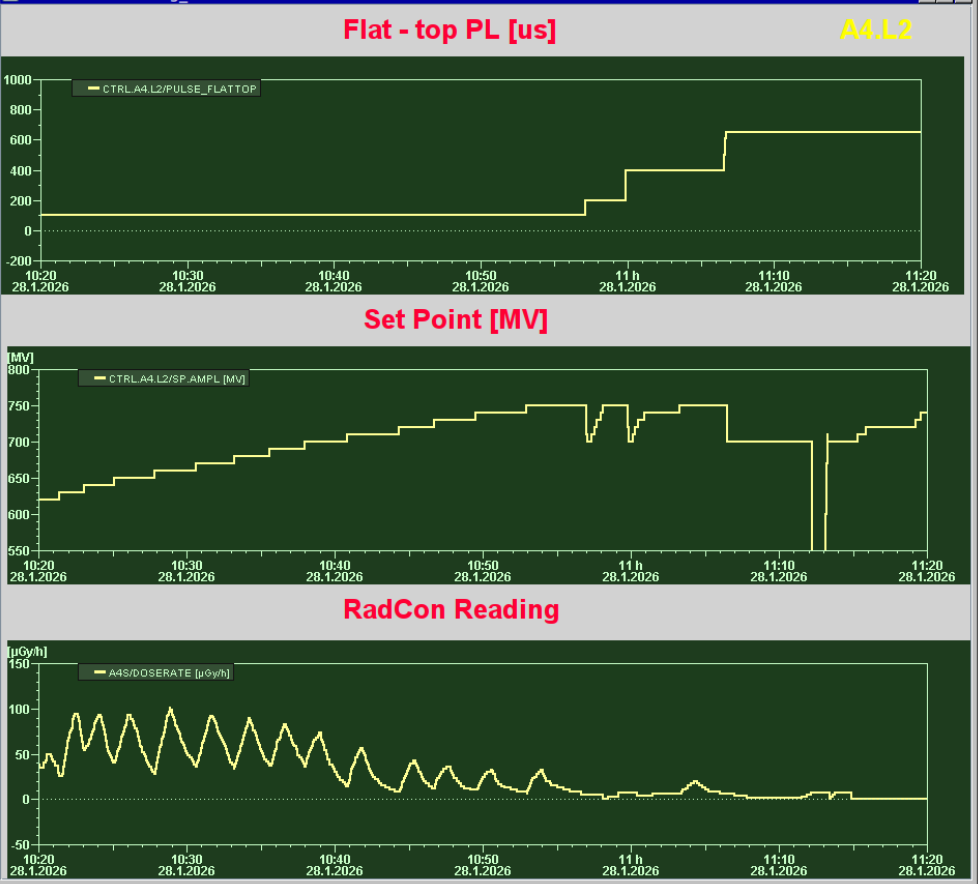 Flat - top PL [us]
A4.L2
CTRL.A4.L2/PULSE_FLATTOP
1000
800
600
400
200
0
-200
10:20 10:30 10:40 10:50 11 h 11:10 11:20
28.1.2026 28.1.2026 28.1.2026 28.1.2026 28.1.2026 28.1.2026 28.1.2026
Set Point [MV]
[MV]
CTRL.A4.L2/SP.AMPL [MV]
800
750
700
650
600
550
10:20 10:30 10:40 10:50 11 h 11:10 11:20
28.1.2026 28.1.2026 28.1.2026 28.1.2026 28.1.2026 28.1.2026 28.1.2026
RadCon Reading
[µGy/h]
A4S/DOSERATE [µGy/h]
150
100
50
0
-50
10:20 10:30 10:40 10:50 11 h 11:10 11:20
28.1.2026 28.1.2026 28.1.2026 28.1.2026 28.1.2026 28.1.2026 28.1.2026